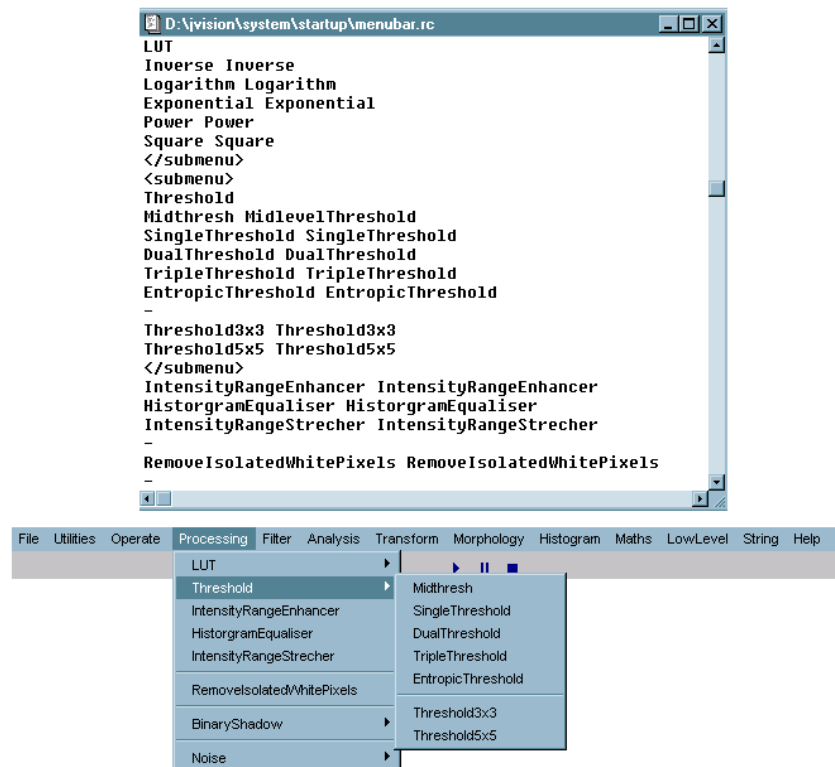 D:\jvision\system\startup\menubar.rc
LUT
Inverse Inverse
Logarithm Logarithm
Exponential Exponential
Power Power
Square Square
</submenu>
<submenu>
Threshold
Midthresh MidlevelThreshold
SingleThreshold SingleThreshold
DualThreshold DualThreshold
TripleThreshold TripleThreshold
EntropicThreshold EntropicThreshold
-
Threshold3x3 Threshold3x3
Threshold5x5 Threshold5x5
</submenu>
IntensityRangeEnhancer IntensityRangeEnhancer
HistorgramEqualiser HistorgramEqualiser
IntensityRangeStrecher IntensityRangeStrecher
-
RemoveIsolatedWhitePixels RemoveIsolatedWhitePixels
-
File Utilities Operate Processing Filter Analysis Transform Morphology Histogram Maths LowLevel String Help
LUT
Threshold
IntensityRangeEnhancer
HistorgramEqualiser
IntensityRangeStrecher
RemoveIsolatedWhitePixels
BinaryShadow
Noise
Midthresh
SingleThreshold
DualThreshold
TripleThreshold
EntropicThreshold
Threshold3x3
Threshold5x5